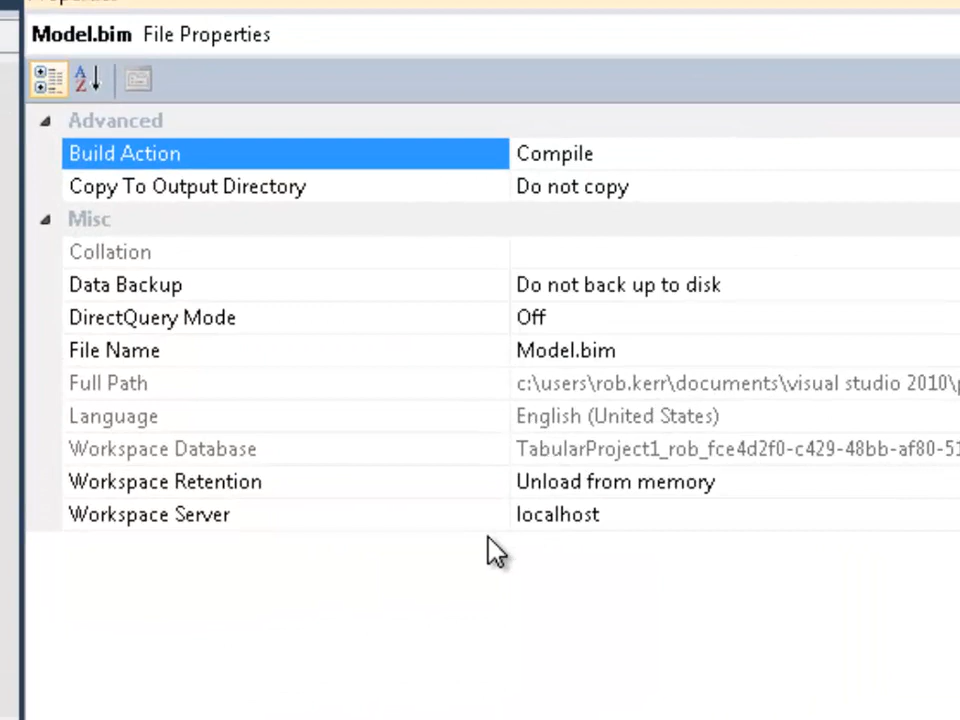 Model.bim File Properties
Advanced
Build Action Compile
Copy To Output Directory Do not copy
Misc
Collation
Data Backup Do not back up to disk
DirectQuery Mode Off
File Name Model.bim
Full Path c:\users\rob.kerr\documents\visual studio 2010\
Language English (United States)
Workspace Database TabularProject1_rob_fce4d2f0-c429-48bb-af80-51
Workspace Retention Unload from memory
Workspace Server localhost